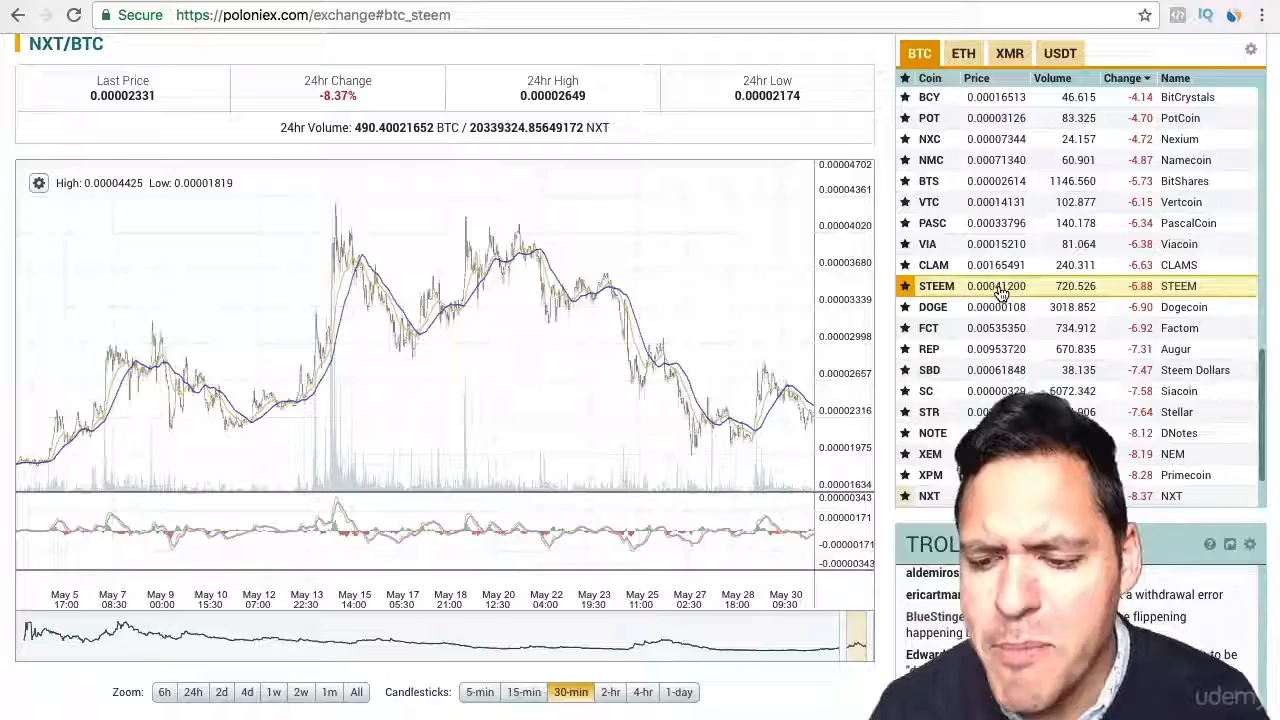 Secure https://poloniex.com/exchange#btc_steem
NXT/BTC
Last Price 24hr Change 24hr High 24hr Low
0.00002331 -8.37% 0.00002649 0.00002174
24hr Volume: 490.40021652 BTC / 20339324.85649172 NXT
High: 0.00004425 Low: 0.00001819
0.00004702
0.00004361
0.00004020
0.00003680
0.00003339
0.00002998
0.00002657
0.00002316
0.00001975
0.00001634
0.00000343
0.00000171
-0.00000171
-0.00000343
May 5 May 7 May 9 May 10 May 12 May 13 May 15 May 17 May 18 May 20 May 22 May 23 May 25 May 27 May 28 May 30
17:00 08:30 00:00 15:30 07:00 22:30 14:00 05:30 21:00 12:30 04:00 19:30 11:00 02:30 18:00 09:30
Zoom: 6h 24h 2d 4d 1w 2w 1m All Candlesticks: 5-min 15-min 30-min 2-hr 4-hr 1-day
BTC ETH XMR USDT
Coin Price Volume Change Name
BCY 0.00016513 46.615 -4.14 BitCrystals
POT 0.00003126 83.325 -4.70 PotCoin
NXC 0.00007344 24.157 -4.72 Nexium
NMC 0.00071340 60.901 -4.87 Namecoin
BTS 0.00002614 1146.560 -5.73 BitShares
VTC 0.00014131 102.877 -6.15 Vertcoin
PASC 0.00033796 140.178 -6.34 PascalCoin
VIA 0.00015210 81.064 -6.38 Viacoin
CLAM 0.00165491 240.311 -6.63 CLAMS
STEEM 0.00041200 720.526 -6.88 STEEM
DOGE 0.00000108 3018.852 -6.90 Dogecoin
FCT 0.00535350 734.912 -6.92 Factom
REP 0.00953720 670.835 -7.31 Augur
SBD 0.00061848 38.135 -7.47 Steem Dollars
SC 0.00000329 6072.342 -7.58 Siacoin
STR 0.00 .906 -7.64 Stellar
NOTE -8.12 DNotes
XEM -8.19 NEM
XPM -8.28 Primecoin
NXT -8.37 NXT
TROL
aldemiros
ericartman a withdrawal error
BlueStinge e flippening
happening
Edward to be
udemy